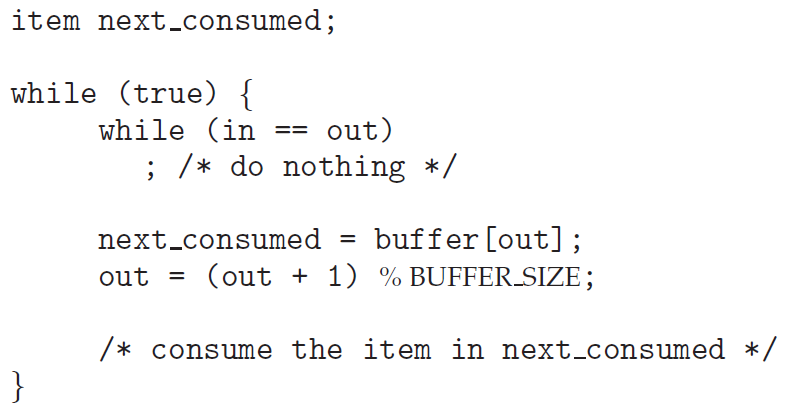 item next_consumed;
while (true) {
while (in == out)
; /* do nothing */
next_consumed = buffer[out];
out = (out + 1) % BUFFER_SIZE;
/* consume the item in next_consumed */
}